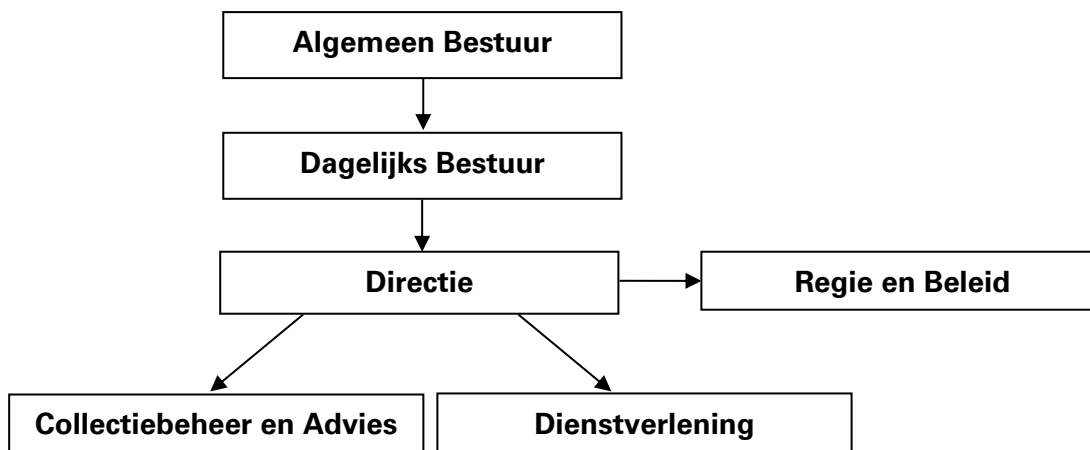 Algemeen Bestuur
Dagelijks Bestuur
Directie
Regie en Beleid
Collectiebeheer en Advies
Dienstverlening